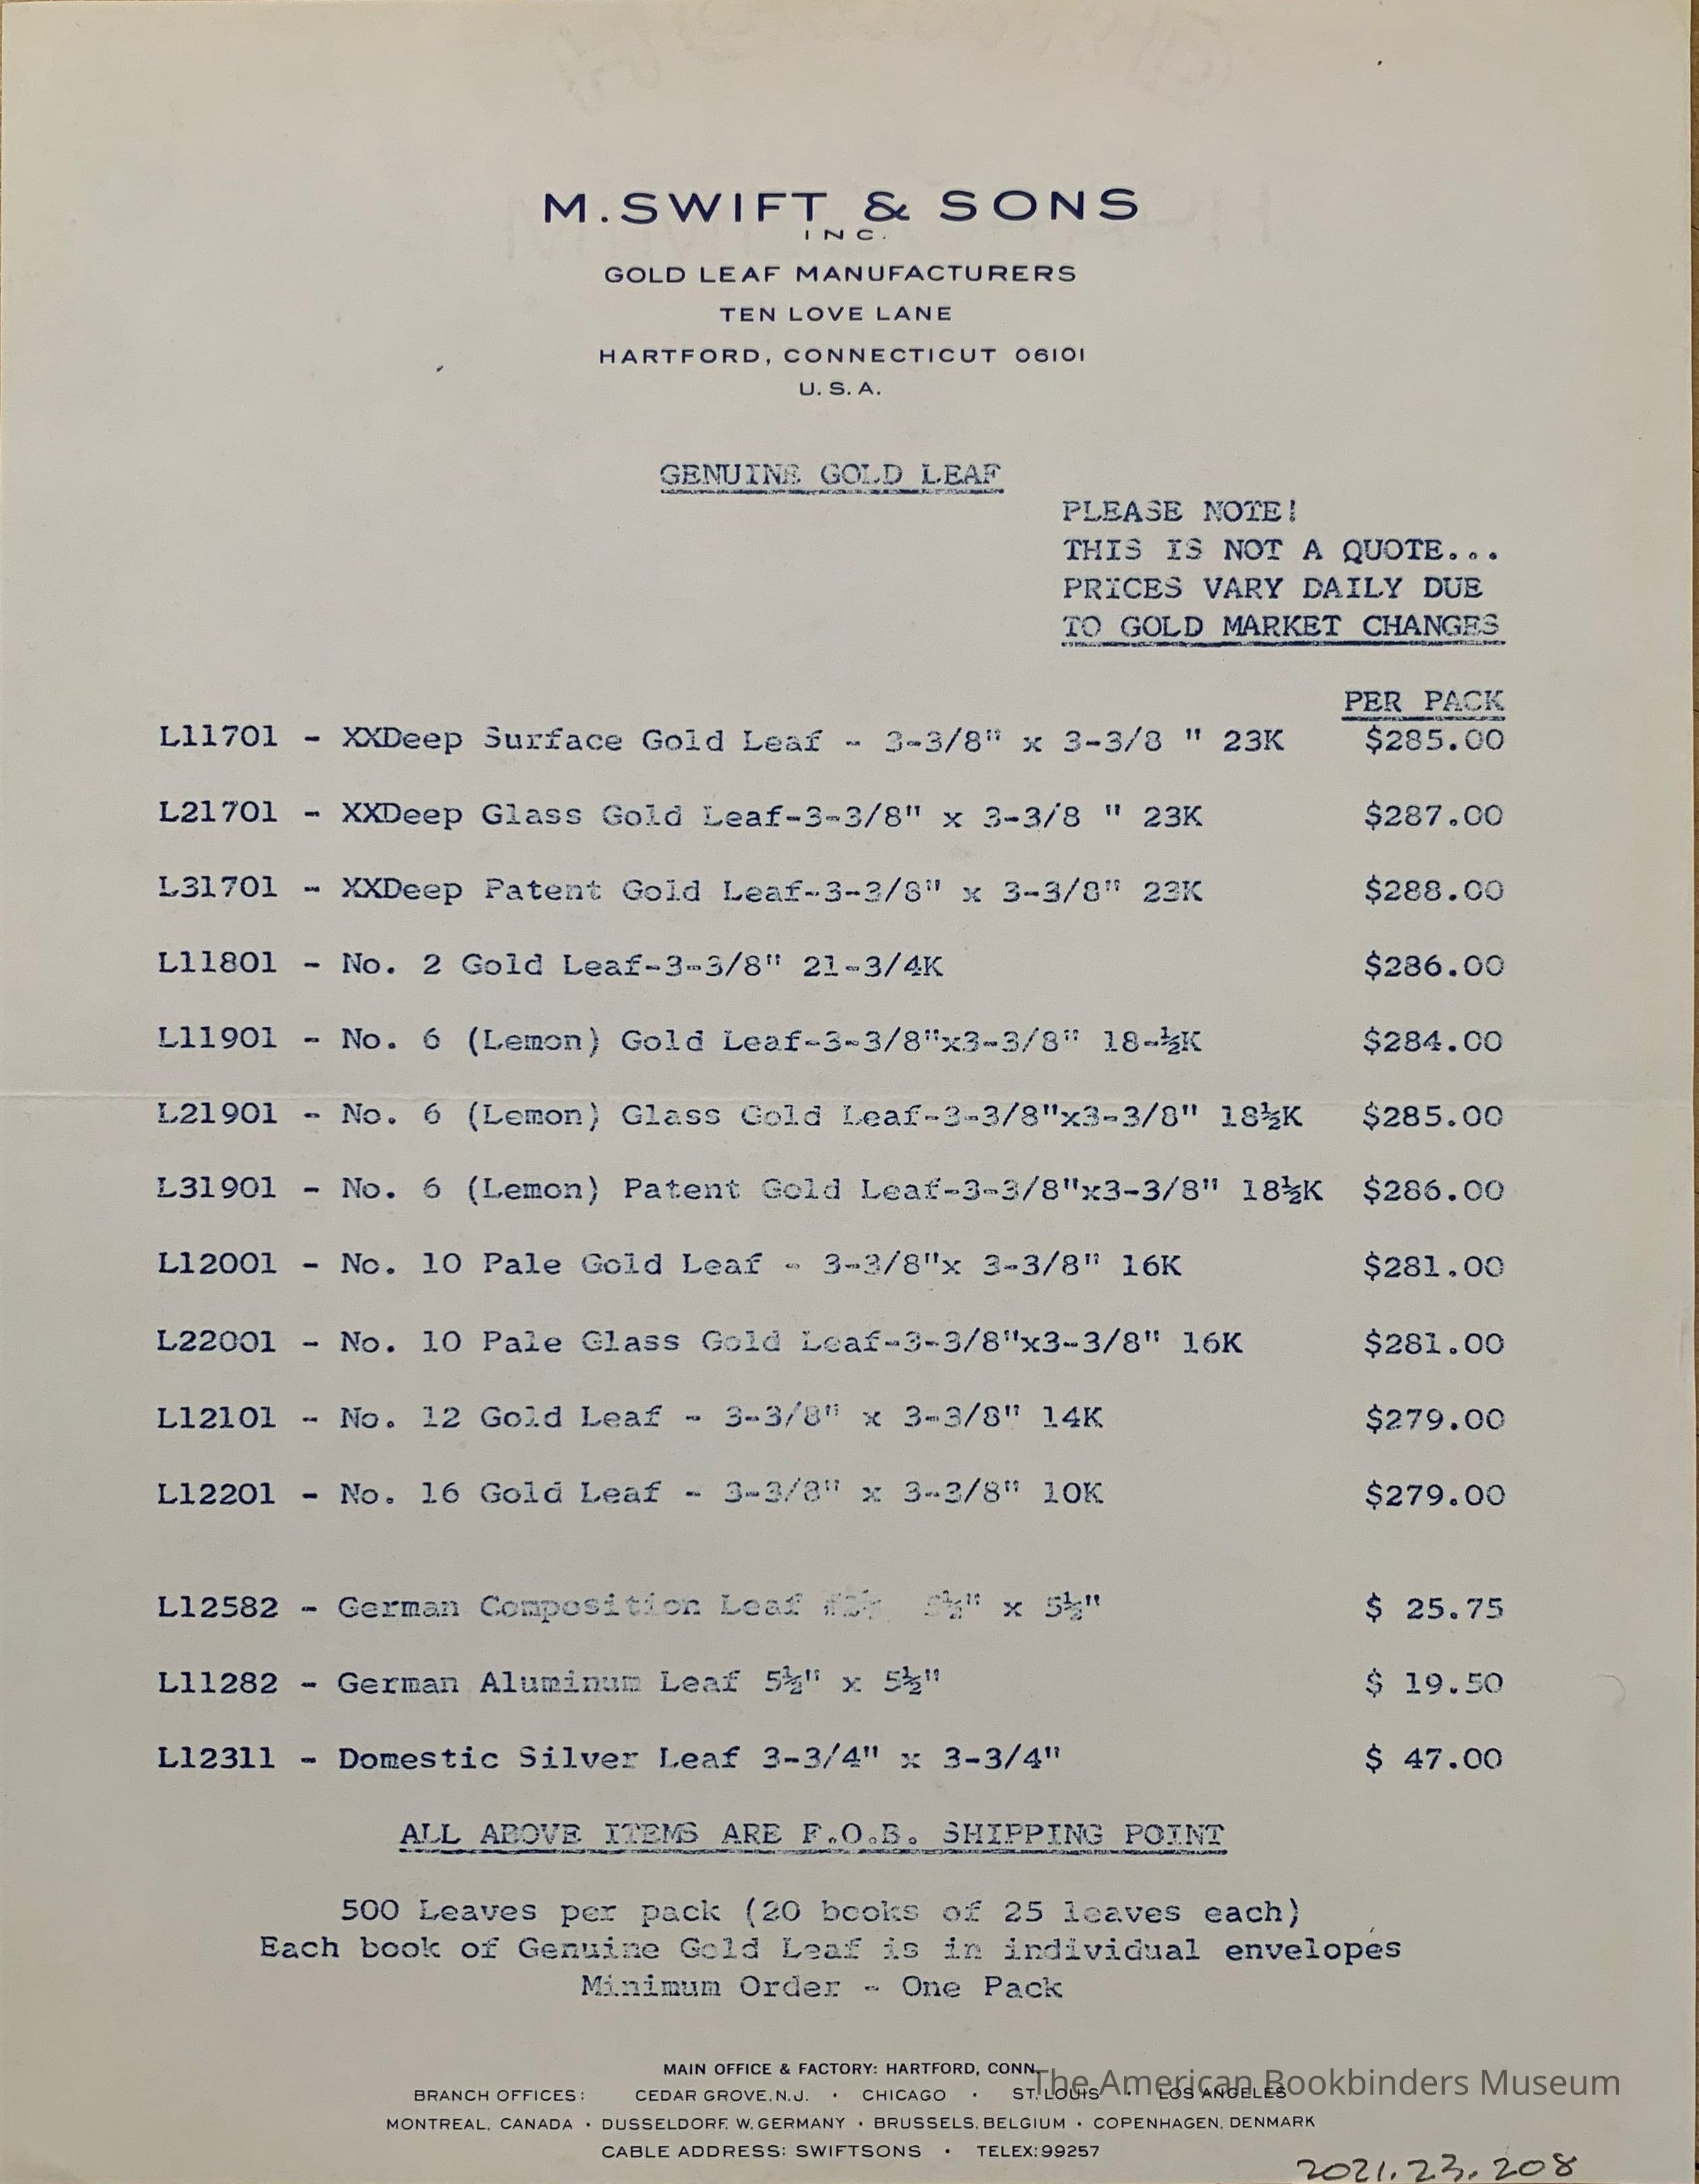 M. SWIFT & SONS
INC.
GOLD LEAF MANUFACTURERS
TEN LOVE LANE
HARTFORD, CONNECTICUT 06101
U.S.A.
GENUINE GOLD LEAF
PLEASE NOTE!
THIS IS NOT A QUOTE...
PRICES VARY DAILY DUE
TO GOLD MARKET CHANGES
PER PACK
L11701 - XXDeep Surface Gold Leaf - 3-3/8" x 3-3/8 " 23K $285.00
L21701 - XXDeep Glass Gold Leaf-3-3/8" x 3-3/8 " 23K $287.00
L31701 - XXDeep Patent Gold Leaf-3-3/8" x 3-3/8" 23K $288.00
L11801 - No. 2 Gold Leaf-3-3/8" 21-3/4K $286.00
L11901 - No. 6 (Lemon) Gold Leaf-3-3/8"x3-3/8" 18-½K $284.00
L21901 - No. 6 (Lemon) Glass Gold Leaf-3-3/8"x3-3/8" 18½K $285.00
L31901 - No. 6 (Lemon) Patent Gold Leaf-3-3/8"x3-3/8" 18½K $286.00
L12001 - No. 10 Pale Gold Leaf - 3-3/8"x 3-3/8" 16K $281.00
L22001 - No. 10 Pale Glass Gold Leaf-3-3/8"x3-3/8" 16K $281.00
L12101 - No. 12 Gold Leaf - 3-3/8" x 3-3/8" 14K $279.00
L12201 - No. 16 Gold Leaf - 3-3/8" x 3-3/8" 10K $279.00
L12582 - German Composition Leaf 5½" x 5½" $ 25.75
L11282 - German Aluminum Leaf 5½" x 5½" $ 19.50
L12311 - Domestic Silver Leaf 3-3/4" x 3-3/4" $ 47.00
ALL ABOVE ITEMS ARE F.O.B. SHIPPING POINT
500 Leaves per pack (20 books of 25 leaves each)
Each book of Genuine Gold Leaf is in individual envelopes
Minimum Order - One Pack
MAIN OFFICE & FACTORY: HARTFORD, CONN.
The American Bookbinders Museum
BRANCH OFFICES: CEDAR GROVE, N.J. • CHICAGO • ST. LOUIS • LOS ANGELES
MONTREAL, CANADA • DUSSELDORF, W. GERMANY • BRUSSELS, BELGIUM • COPENHAGEN, DENMARK
CABLE ADDRESS: SWIFTSONS • TELEX: 99257
2021.23.208